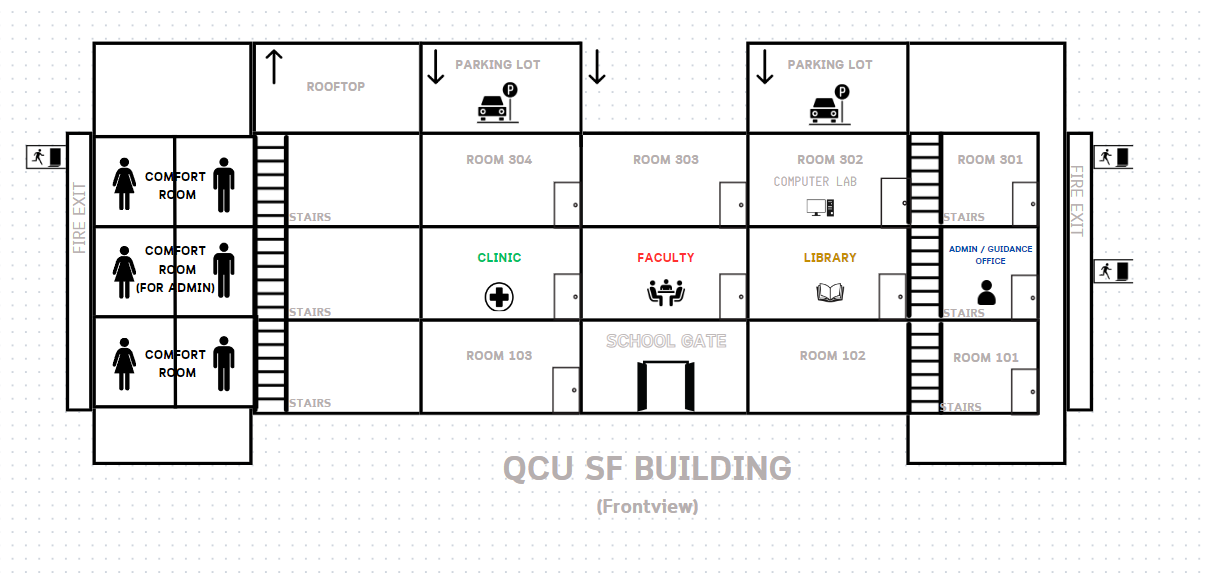 ROOFTOP
PARKING LOT
P
PARKING LOT
P
FIRE EXIT
COMFORT
ROOM
STAIRS
ROOM 304
ROOM 303
ROOM 302
COMPUTER LAB
STAIRS
ROOM 301
FIRE EXIT
COMFORT
ROOM
(FOR ADMIN)
STAIRS
CLINIC
FACULTY
LIBRARY
STAIRS
ADMIN / GUIDANCE
OFFICE
COMFORT
ROOM
STAIRS
ROOM 103
SCHOOL GATE
ROOM 102
STAIRS
ROOM 101
QCU SF BUILDING
(Frontview)